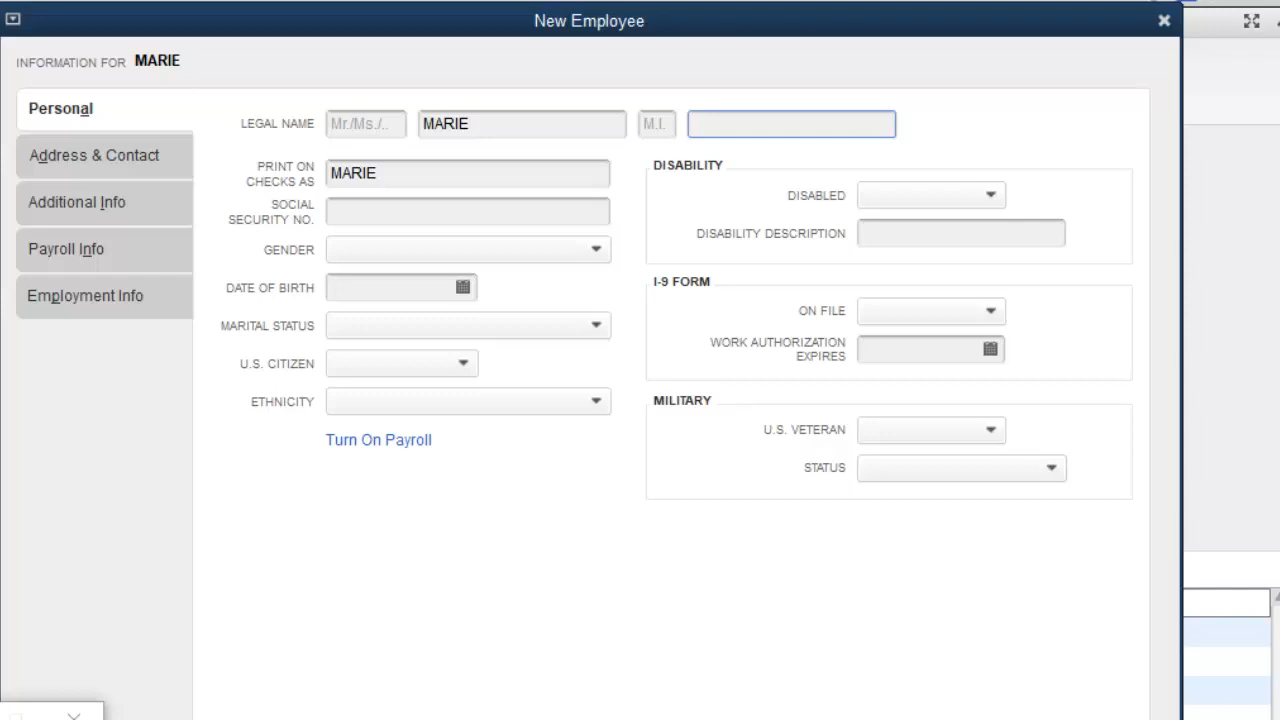 New Employee
INFORMATION FOR MARIE
Personal
Address & Contact
Additional Info
Payroll Info
Employment Info
LEGAL NAME Mr./Ms./.. MARIE M.I.
PRINT ON
CHECKS AS MARIE
SOCIAL
SECURITY NO.
GENDER
DATE OF BIRTH
MARITAL STATUS
U.S. CITIZEN
ETHNICITY
Turn On Payroll
DISABILITY
DISABLED
DISABILITY DESCRIPTION
I-9 FORM
ON FILE
WORK AUTHORIZATION
EXPIRES
MILITARY
U.S. VETERAN
STATUS